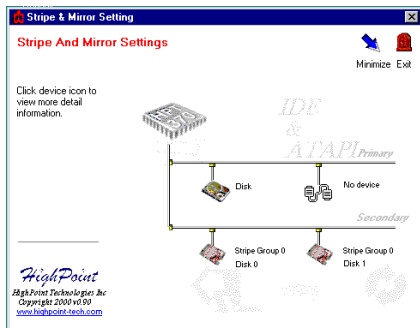 Stripe & Mirror Setting
Stripe And Mirror Settings
Minimize Exit
Click device icon to
view more detail
information.
370
IDE
&
ATAPI Primary
Disk
No device
Secondary
Stripe Group 0
Disk 0
Stripe Group 0
Disk 1
HighPoint
HighPoint Technologies Inc
Copyright 2000 v0.90
www.highpoint-tech.com